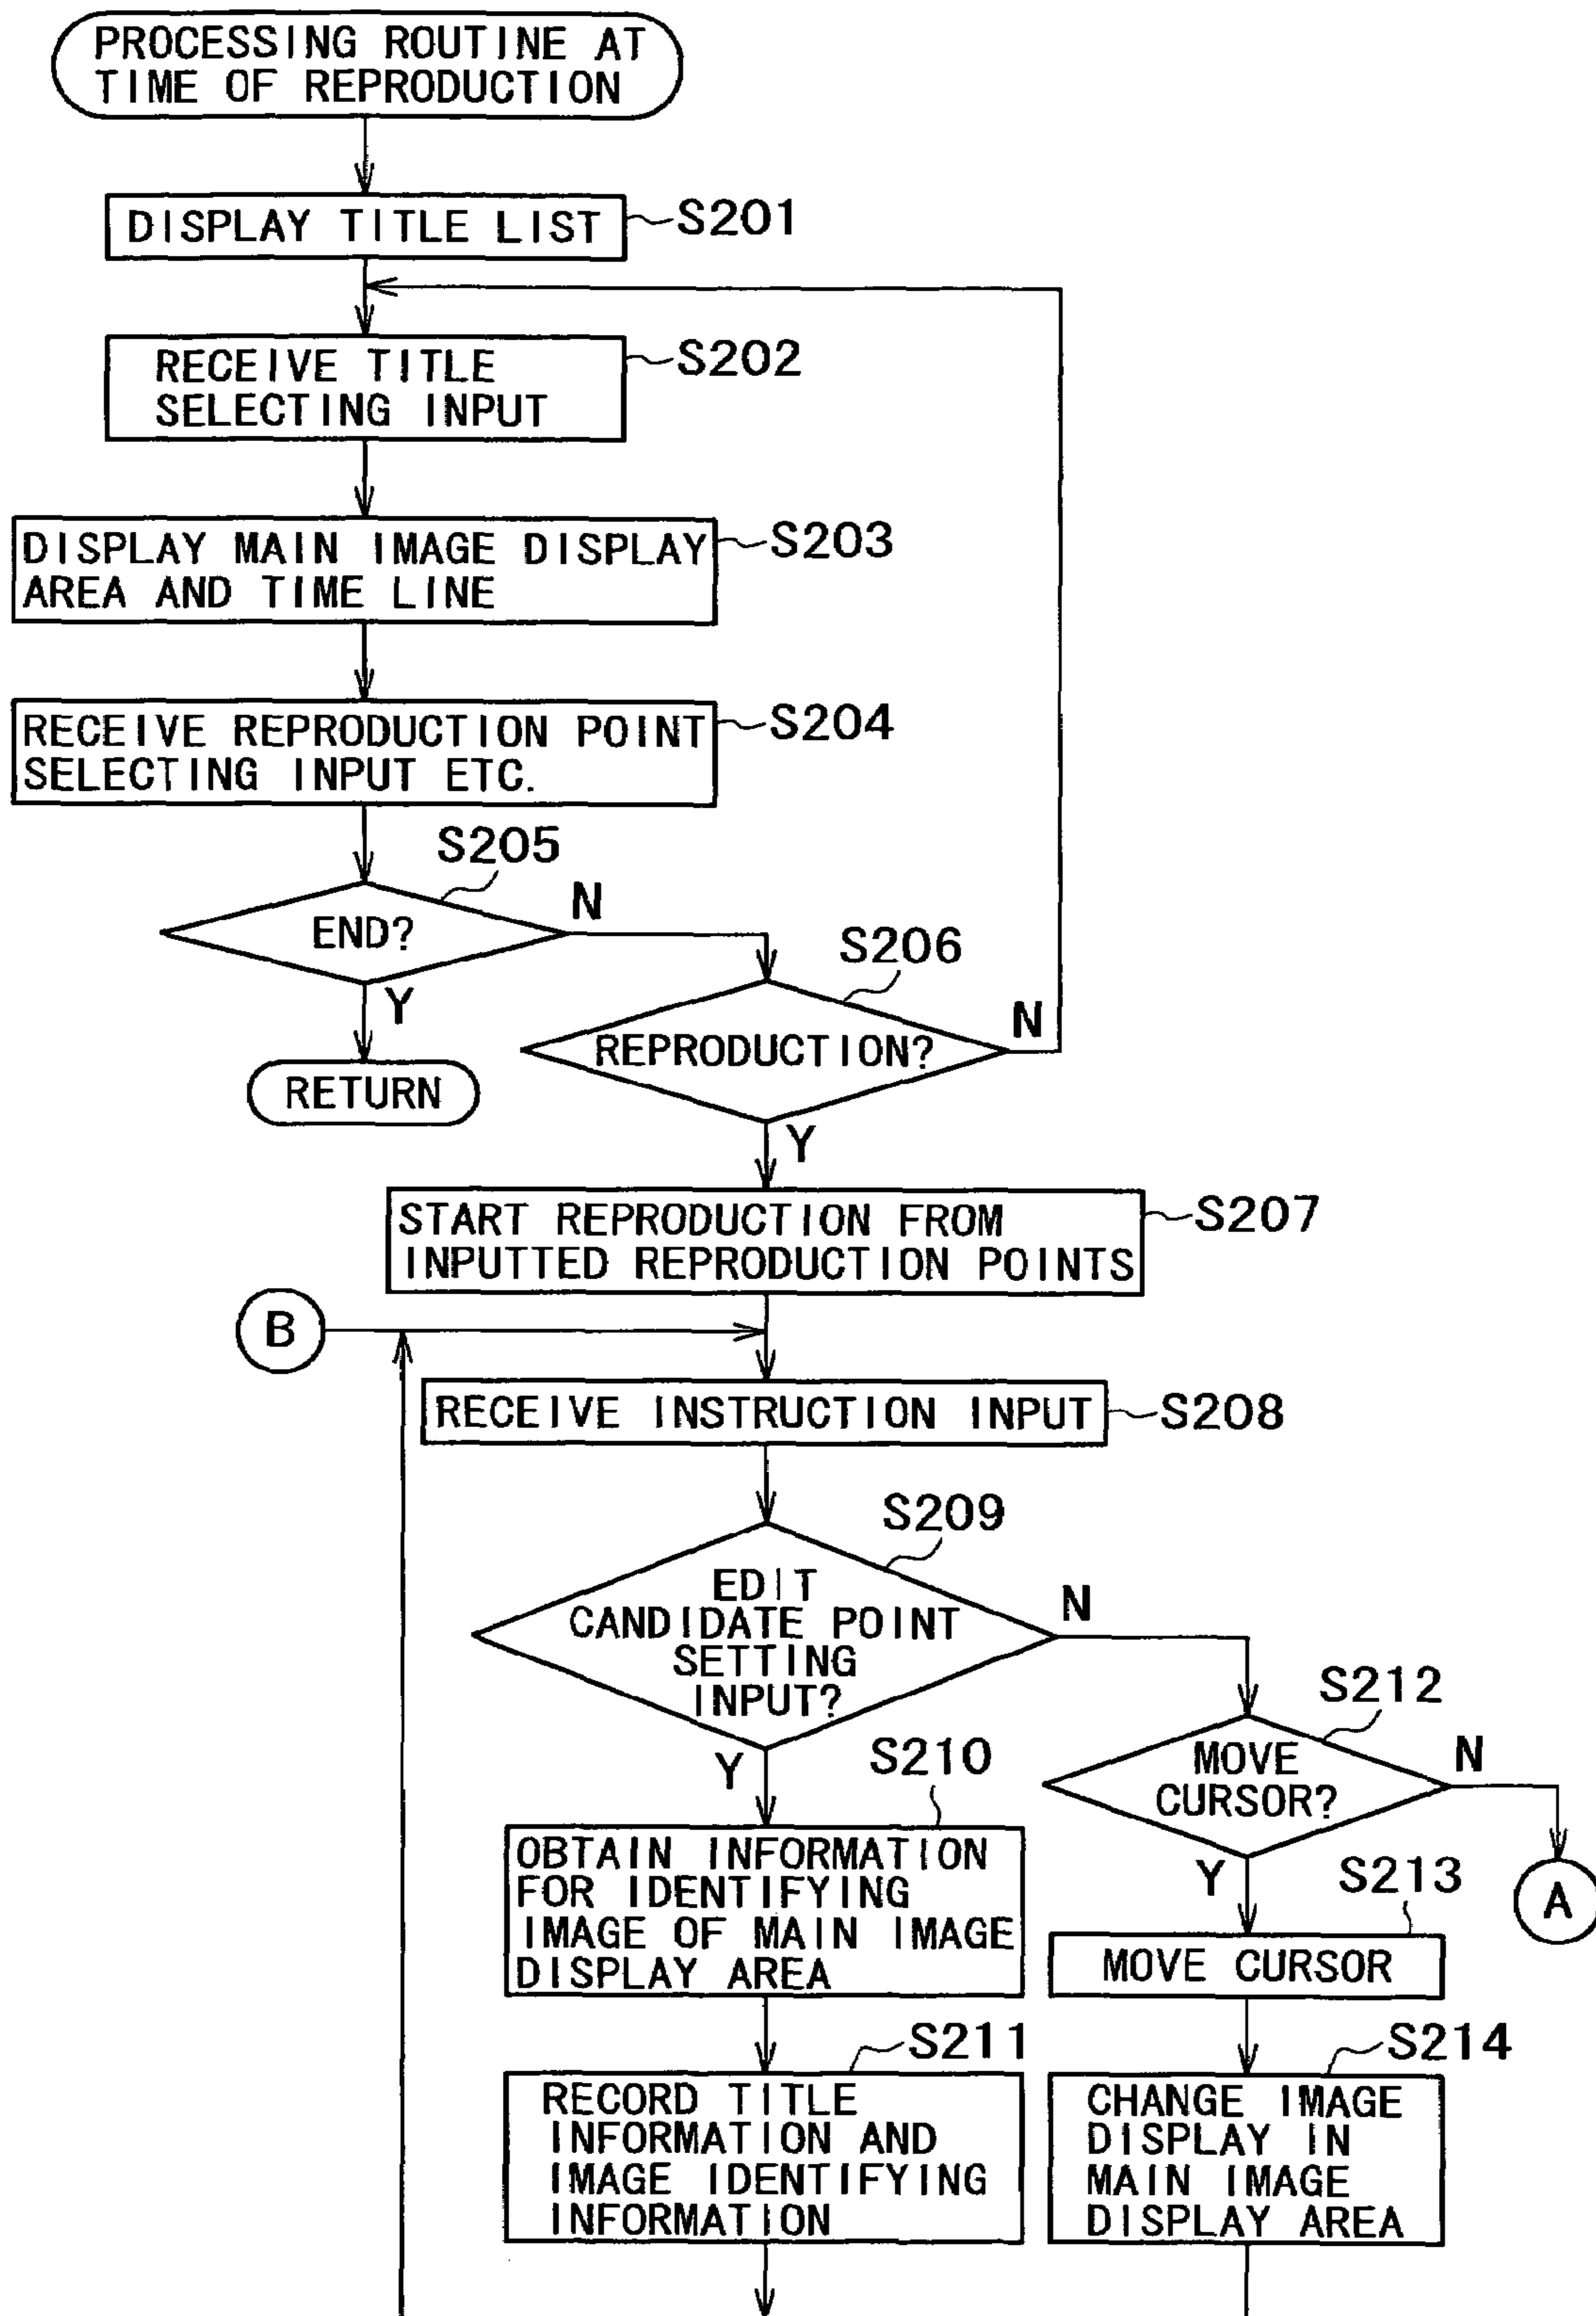 PROCESSING ROUTINE AT
TIME OF REPRODUCTION
DISPLAY TITLE LIST
S201
RECEIVE TITLE
SELECTING INPUT
S202
DISPLAY MAIN IMAGE DISPLAY
AREA AND TIME LINE
S203
RECEIVE REPRODUCTION POINT
SELECTING INPUT ETC.
S204
S205
END?
N
Y
RETURN
S206
REPRODUCTION?
N
Y
START REPRODUCTION FROM
INPUTTED REPRODUCTION POINTS
S207
B
RECEIVE INSTRUCTION INPUT
S208
S209
EDIT
CANDIDATE POINT
SETTING
INPUT?
N
Y
S212
MOVE
CURSOR?
N
Y
A
S210
OBTAIN INFORMATION
FOR IDENTIFYING
IMAGE OF MAIN IMAGE
DISPLAY AREA
S213
MOVE CURSOR
S211
RECORD TITLE
INFORMATION AND
IMAGE IDENTIFYING
INFORMATION
S214
CHANGE IMAGE
DISPLAY IN
MAIN IMAGE
DISPLAY AREA